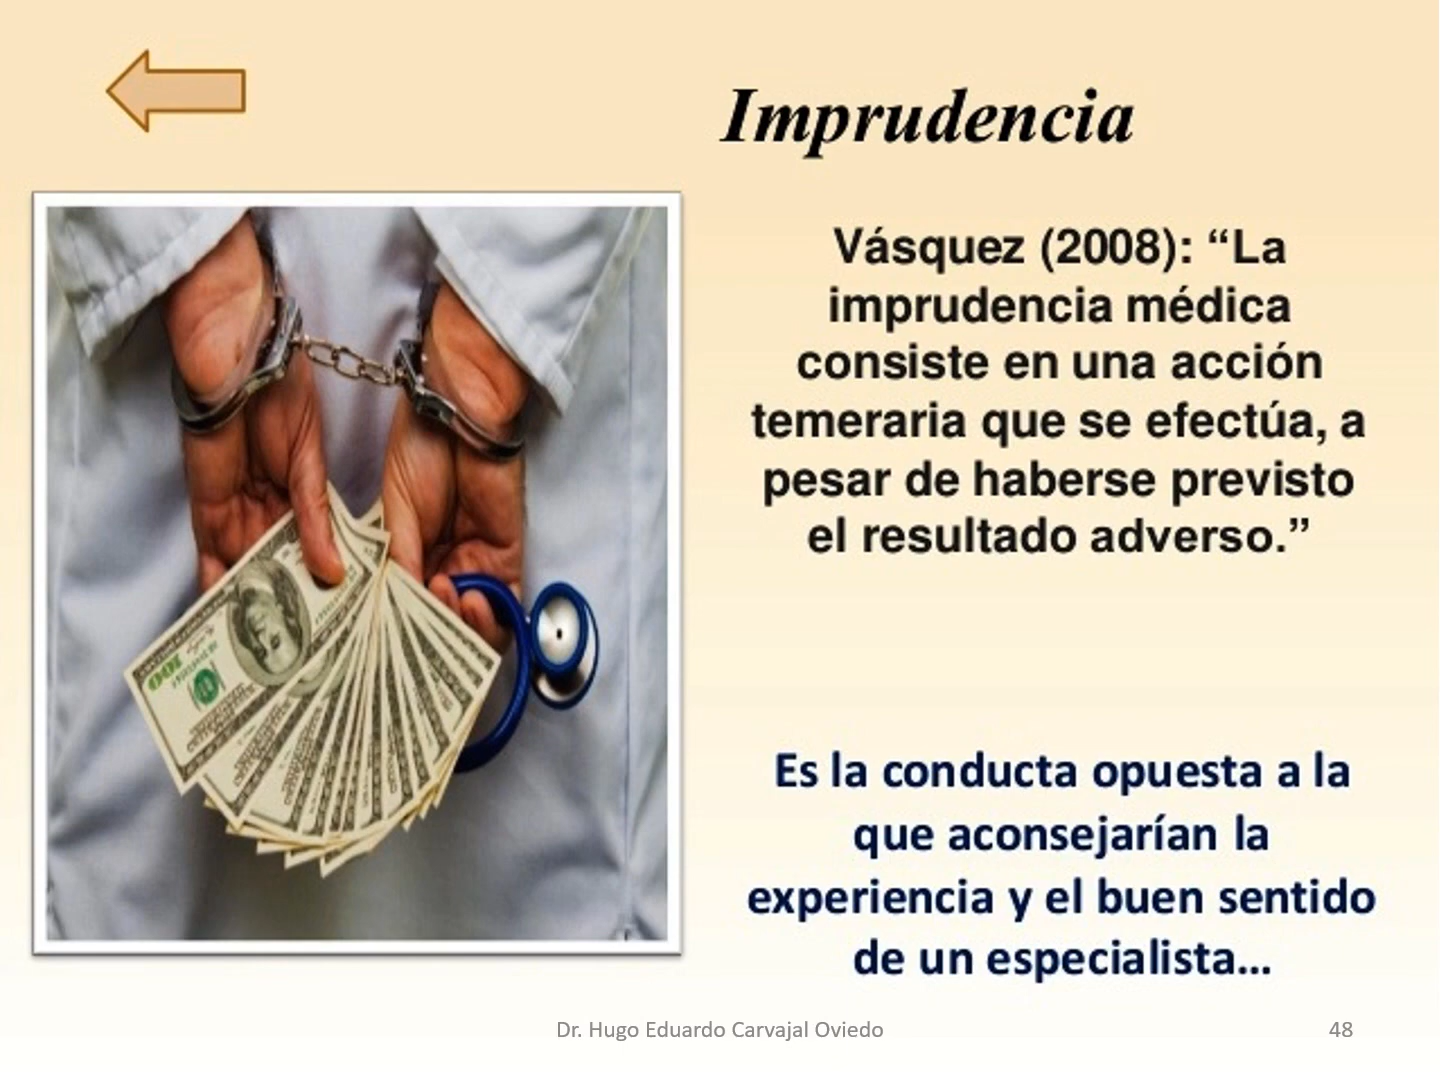 Imprudencia
Vásquez (2008): “La
imprudencia médica
consiste en una acción
temeraria que se efectúa, a
pesar de haberse previsto
el resultado adverso.”
Es la conducta opuesta a la
que aconsejarían la
experiencia y el buen sentido
de un especialista...
100
Dr. Hugo Eduardo Carvajal Oviedo
48